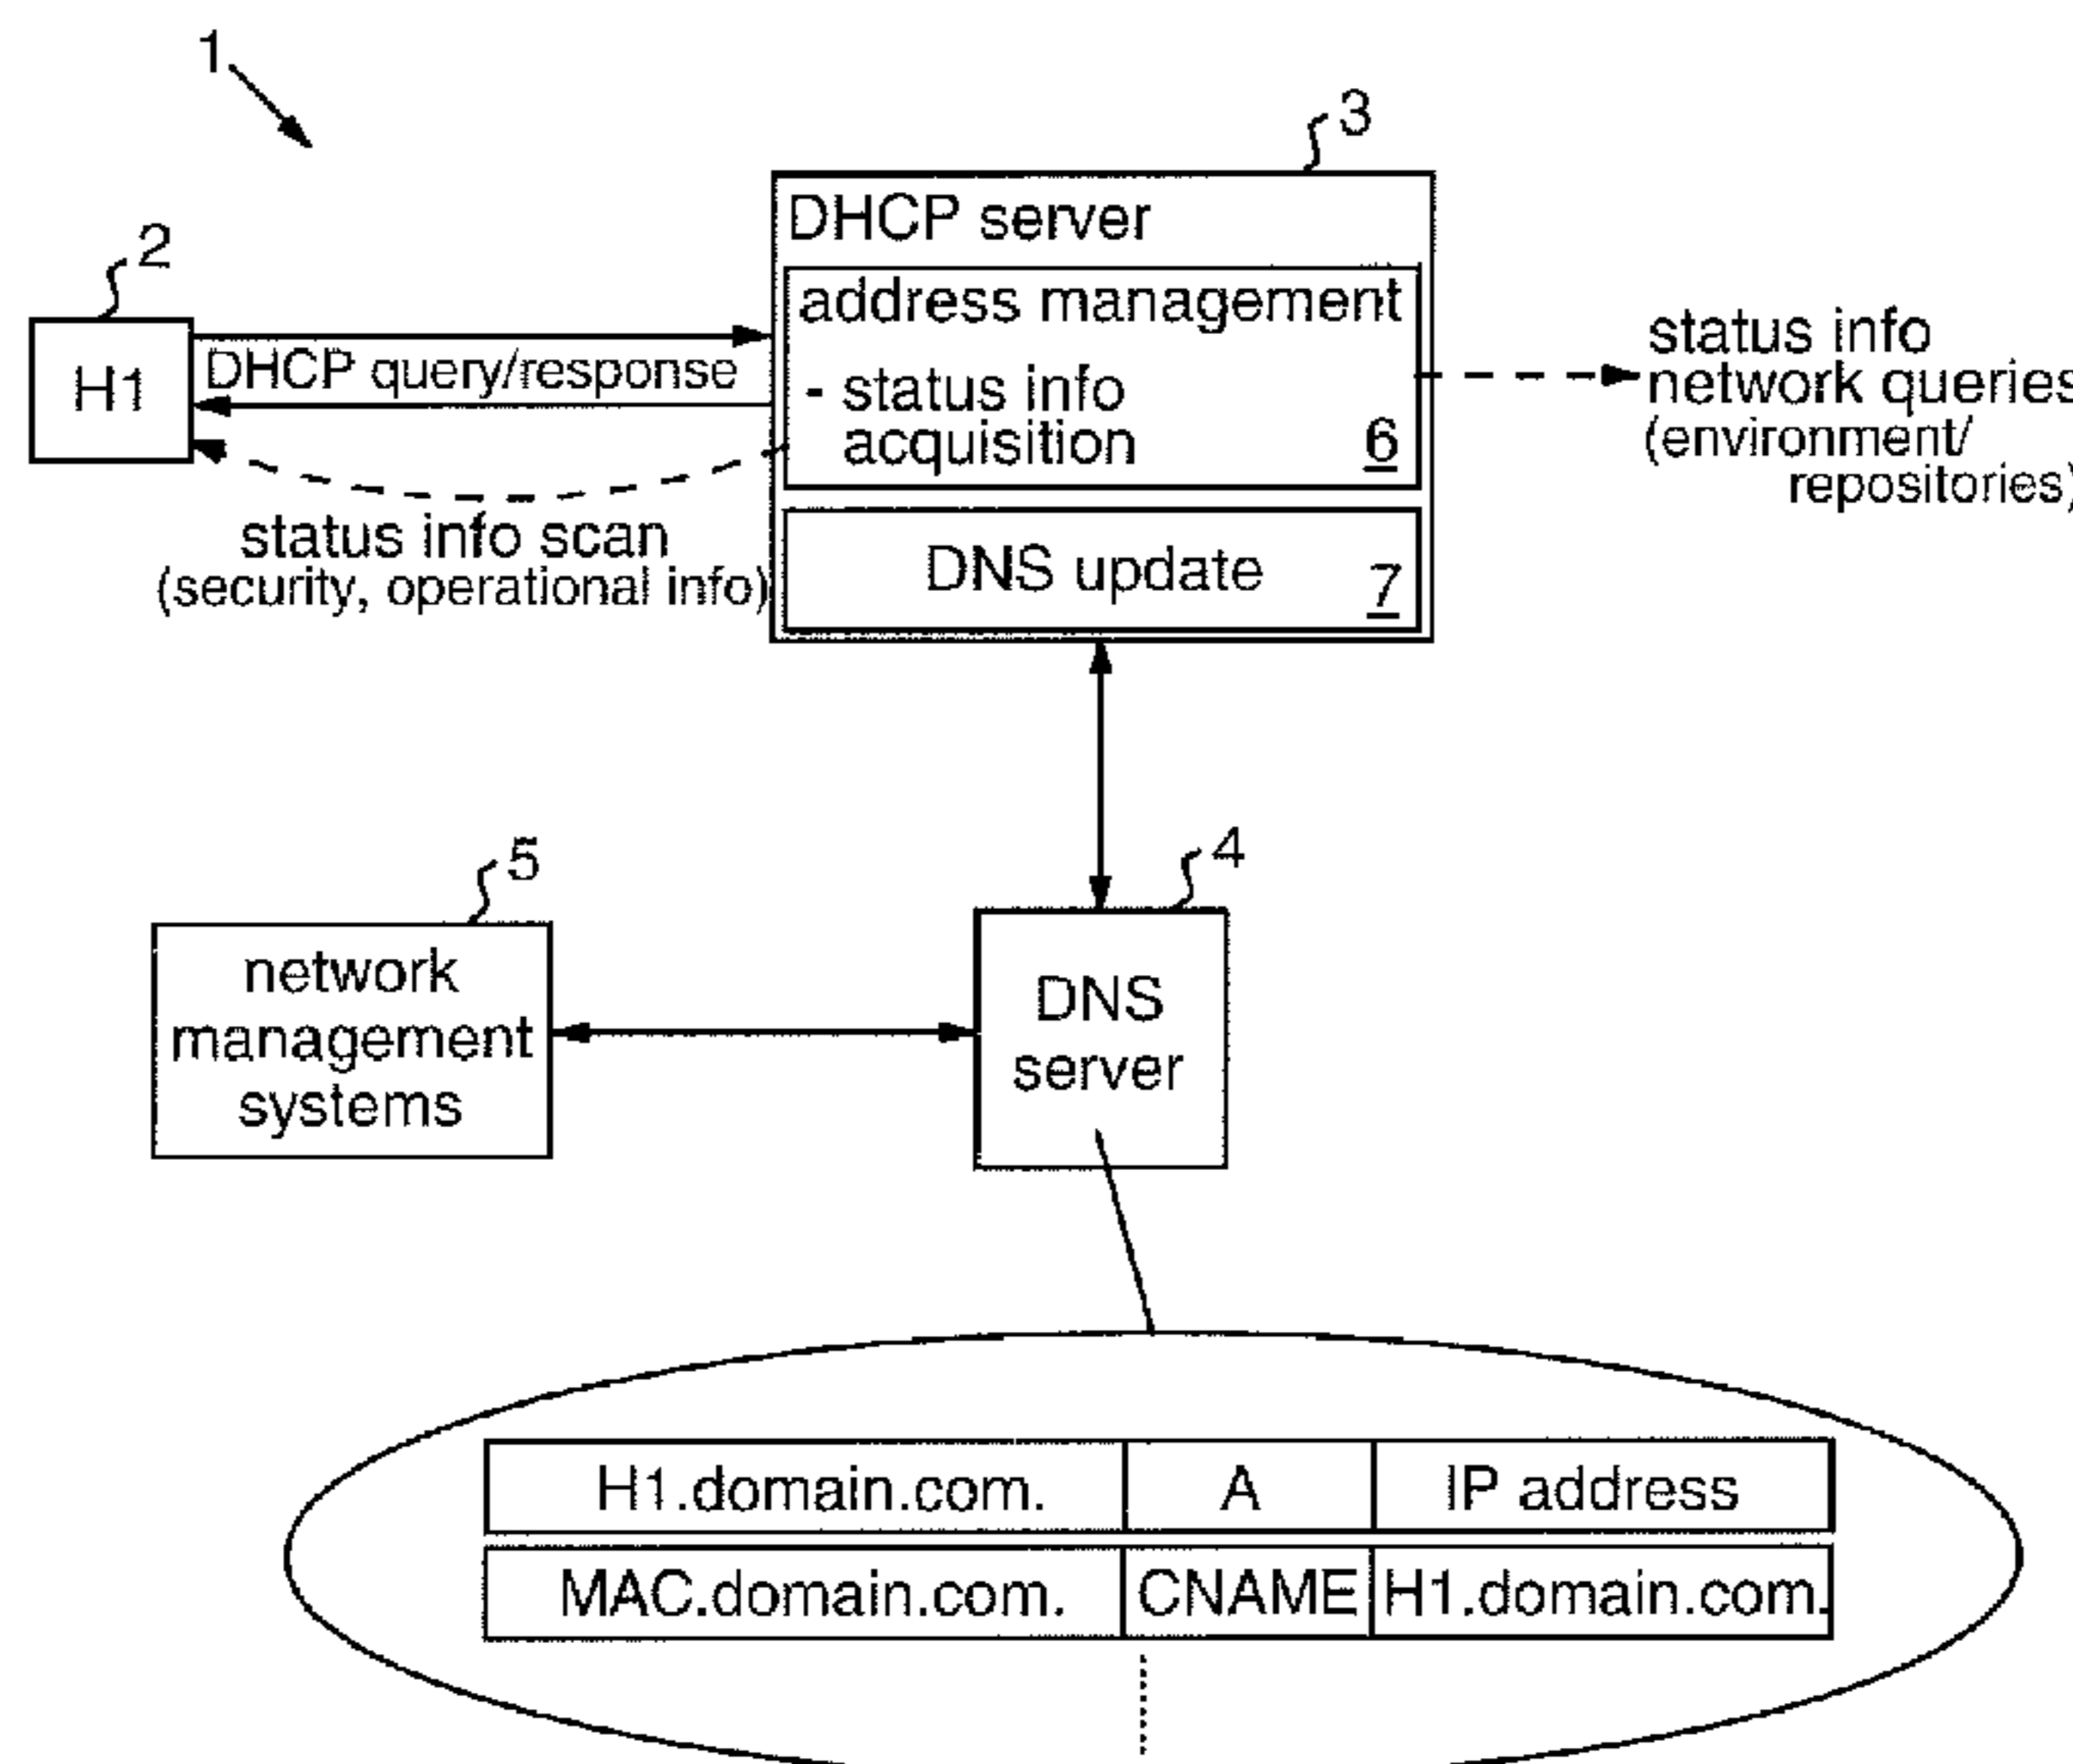 1
3
DHCP server
2
address management
status info
network queries
(environment/
repositories)
H1
DHCP query/response
- status info
acquisition
6
status info scan
(security, operational info)
DNS update
7
5
4
network
management
systems
DNS
server
H1.domain.com. A IP address
MAC.domain.com. CNAME H1.domain.com.